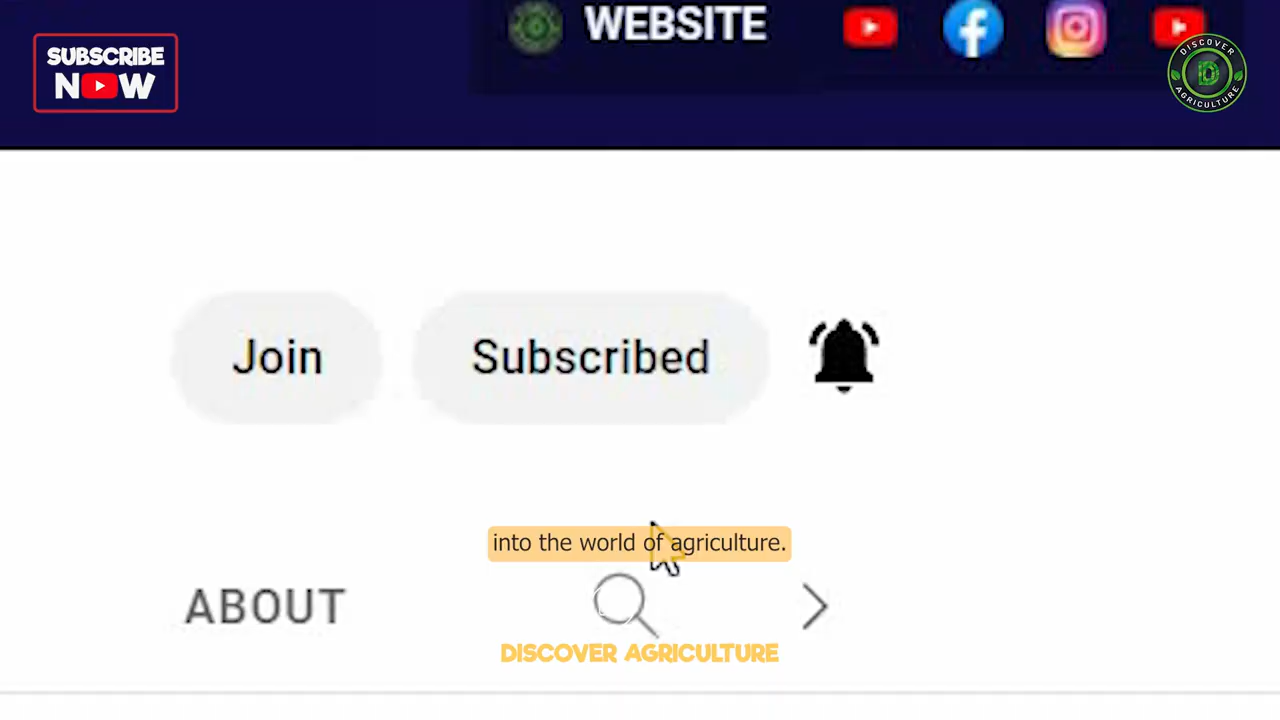 WEBSITE
SUBSCRIBE
NOW
DISCOVER
D
AGRICULTURE
Join
Subscribed
into the world of agriculture.
ABOUT
DISCOVER AGRICULTURE